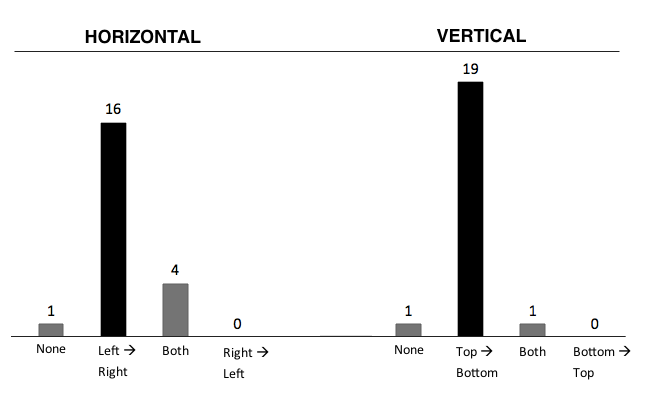 HORIZONTAL VERTICAL
19
16
4
1 0 1 1 0
None Left → Both Right → None Top → Both Bottom →
Right Left Bottom Top